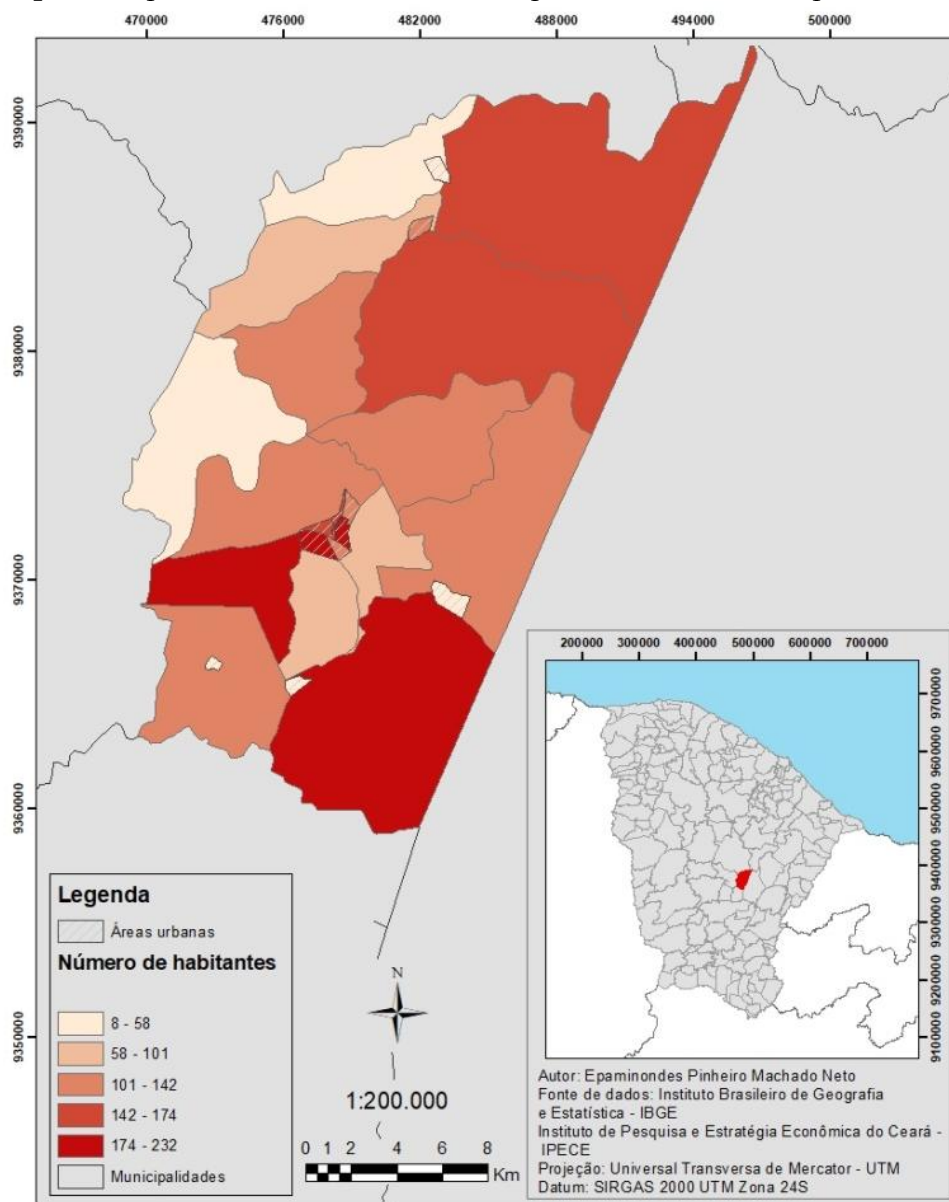 470000 476000 482000 488000 494000 500000
9390000
9380000
9370000
9360000
9350000
200000 300000 400000 500000 600000 700000
9700000
9600000
9500000
9400000
9300000
9200000
9100000
Legenda
Áreas urbanas
Número de habitantes
8 - 58
58 - 101
101 - 142
142 - 174
174 - 232
Municipalidades
N
1:200.000
0 1 2 4 6 8
Km
Autor: Epaminondes Pinheiro Machado Neto
Fonte de dados: Instituto Brasileiro de Geografia
e Estatística - IBGE
Instituto de Pesquisa e Estratégia Econômica do Ceará -
IPECE
Projeção: Universal Transversa de Mercator - UTM
Datum: SIRGAS 2000 UTM Zona 24S